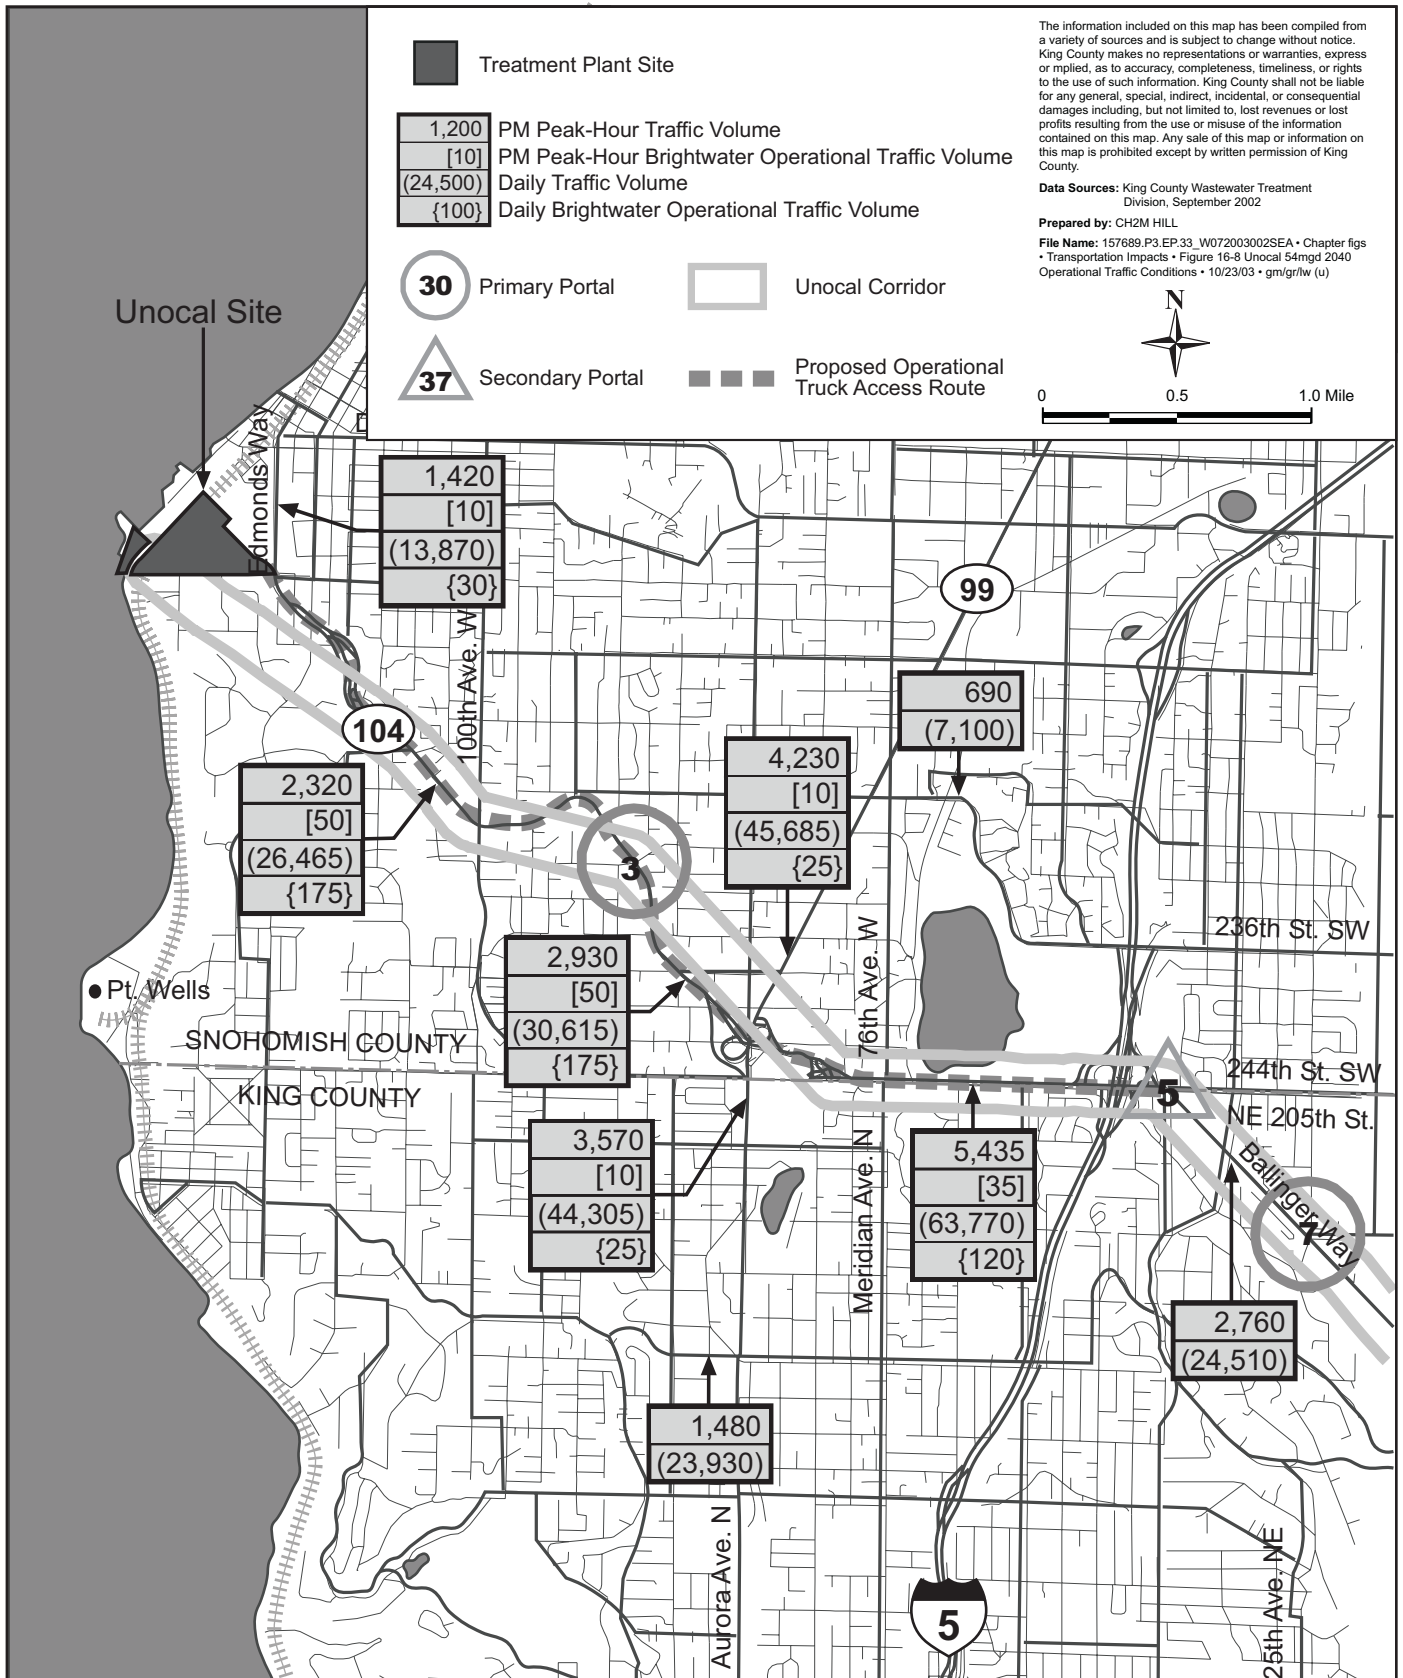 Treatment Plant Site
1,200 PM Peak-Hour Traffic Volume
[10] PM Peak-Hour Brightwater Operational Traffic Volume
(24,500) Daily Traffic Volume
{100} Daily Brightwater Operational Traffic Volume
30 Primary Portal
Unocal Corridor
37 Secondary Portal
Proposed Operational
Truck Access Route
The information included on this map has been compiled from
a variety of sources and is subject to change without notice.
King County makes no representations or warranties, express
or mplied, as to accuracy, completeness, timeliness, or rights
to the use of such information. King County shall not be liable
for any general, special, indirect, incidental, or consequential
damages including, but not limited to, lost revenues or lost
profits resulting from the use or misuse of the information
contained on this map. Any sale of this map or information on
this map is prohibited except by written permission of King
County.
Data Sources: King County Wastewater Treatment
Division, September 2002
Prepared by: CH2M HILL
File Name: 157689.P3.EP.33_W072003002SEA • Chapter figs
• Transportation Impacts • Figure 16-8 Unocal 54mgd 2040
Operational Traffic Conditions • 10/23/03 • gm/gr/lw (u)
N
0 0.5 1.0 Mile
Unocal Site
Edmonds Way
1,420
[10]
(13,870)
{30}
100th Ave. W
99
690
(7,100)
104
2,320
[50]
(26,465)
{175}
4,230
[10]
(45,685)
{25}
3
76th Ave. W
236th St. SW
2,930
[50]
(30,615)
{175}
Pt. Wells
SNOHOMISH COUNTY
KING COUNTY
244th St. SW
5
NE 205th St.
3,570
[10]
(44,305)
{25}
Meridian Ave. N
5,435
[35]
(63,770)
{120}
Ballinger Way
7
2,760
(24,510)
1,480
(23,930)
Aurora Ave. N
5
25th Ave. NE